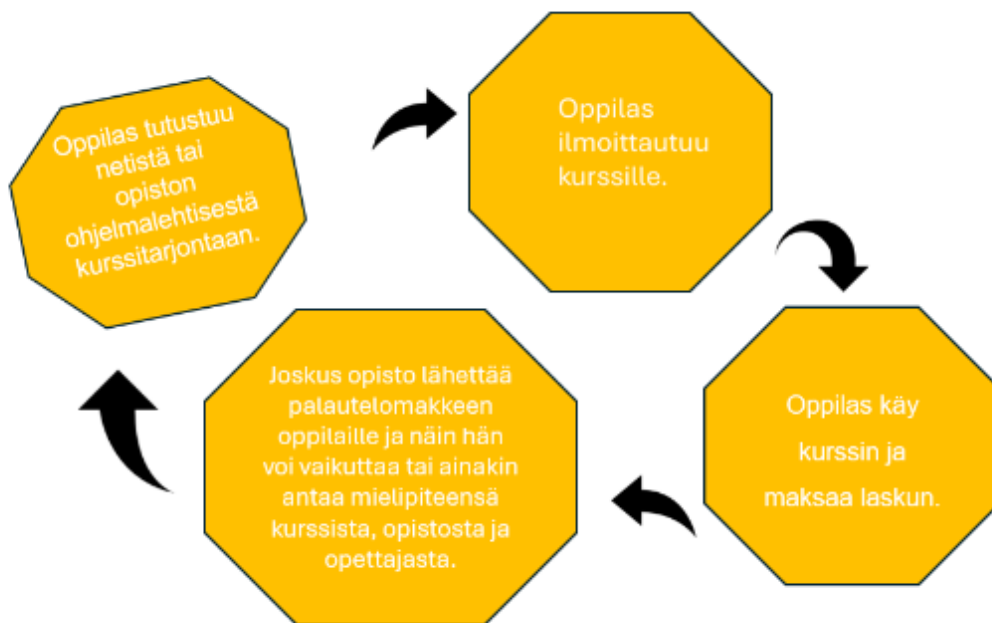 Oppilas tutustuu
netistä tai
opiston
ohjelmalehtisestä
kurssitarjontaan.
Oppilas
ilmoittautuu
kurssille.
Oppilas käy
kurssin ja
maksaa laskun.
Joskus opisto lähettää
palautelomakkeen
oppilaille ja näin hän
voi vaikuttaa tai ainakin
antaa mielipiteensä
kurssista, opistosta ja
opettajasta.